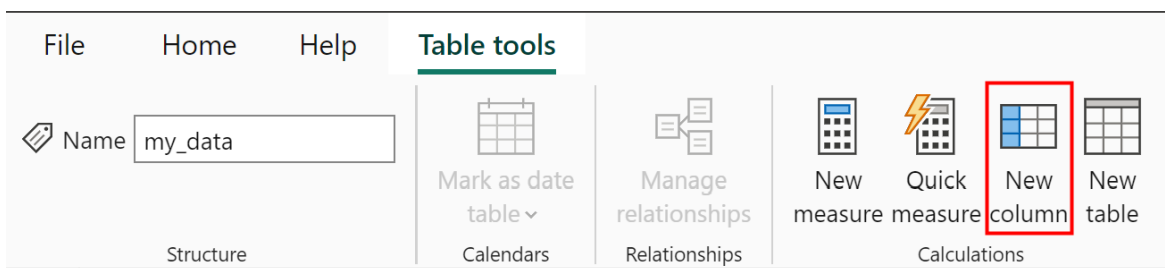 File Home Help Table tools
Name my_data
Mark as date table
Manage relationships
New measure
Quick measure
New column
New table
Structure Calendars Relationships Calculations